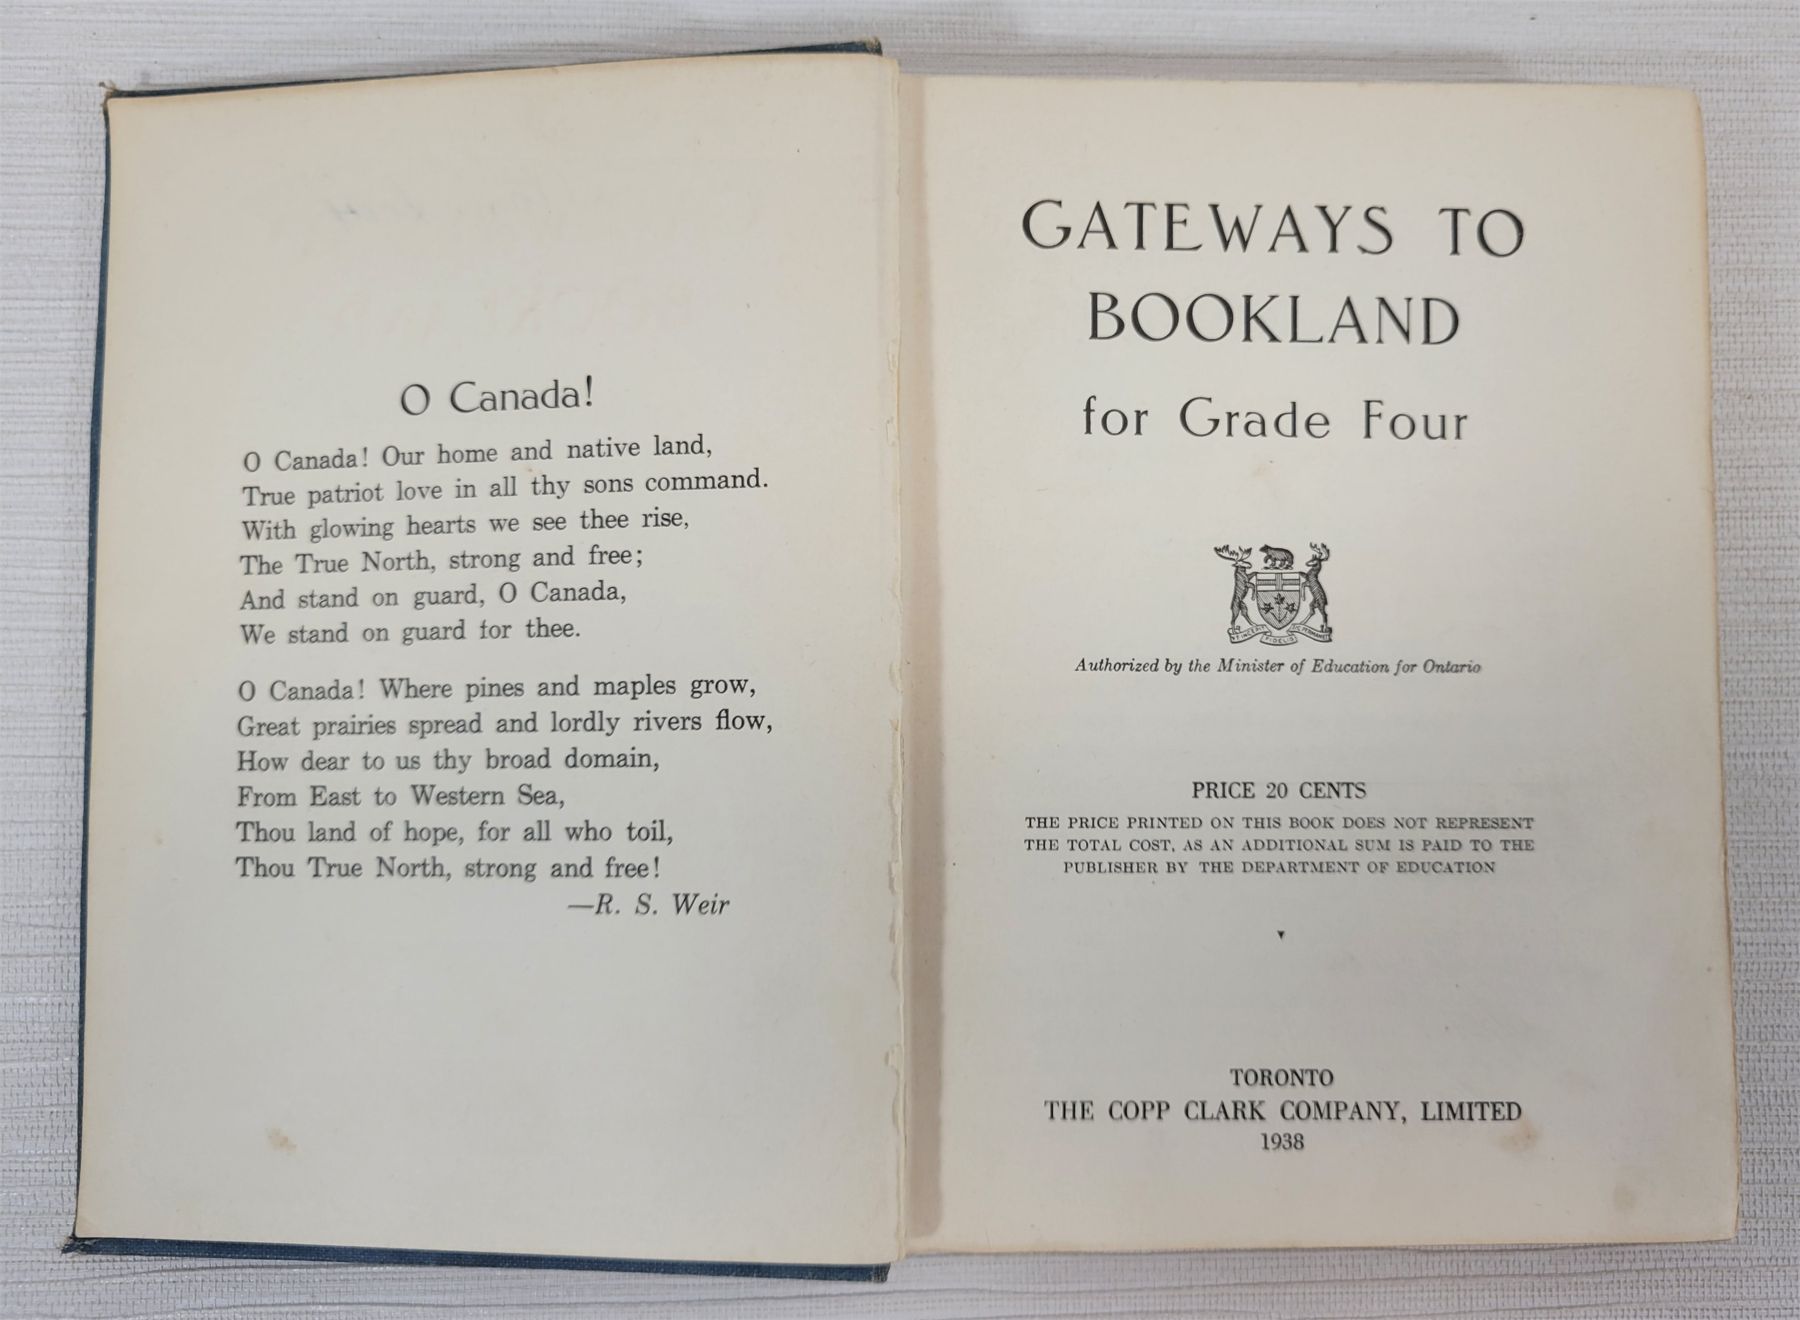 O Canada!
O Canada! Our home and native land,
True patriot love in all thy sons command.
With glowing hearts we see thee rise,
The True North, strong and free;
And stand on guard, O Canada,
We stand on guard for thee.
O Canada! Where pines and maples grow,
Great prairies spread and lordly rivers flow,
How dear to us thy broad domain,
From East to Western Sea,
Thou land of hope, for all who toil,
Thou True North, strong and free!
—R. S. Weir
GATEWAYS TO
BOOKLAND
for Grade Four
UT INCEPIT FIDELIS SIC PERMANET
Authorized by the Minister of Education for Ontario
PRICE 20 CENTS
THE PRICE PRINTED ON THIS BOOK DOES NOT REPRESENT
THE TOTAL COST, AS AN ADDITIONAL SUM IS PAID TO THE
PUBLISHER BY THE DEPARTMENT OF EDUCATION
TORONTO
THE COPP CLARK COMPANY, LIMITED
1938